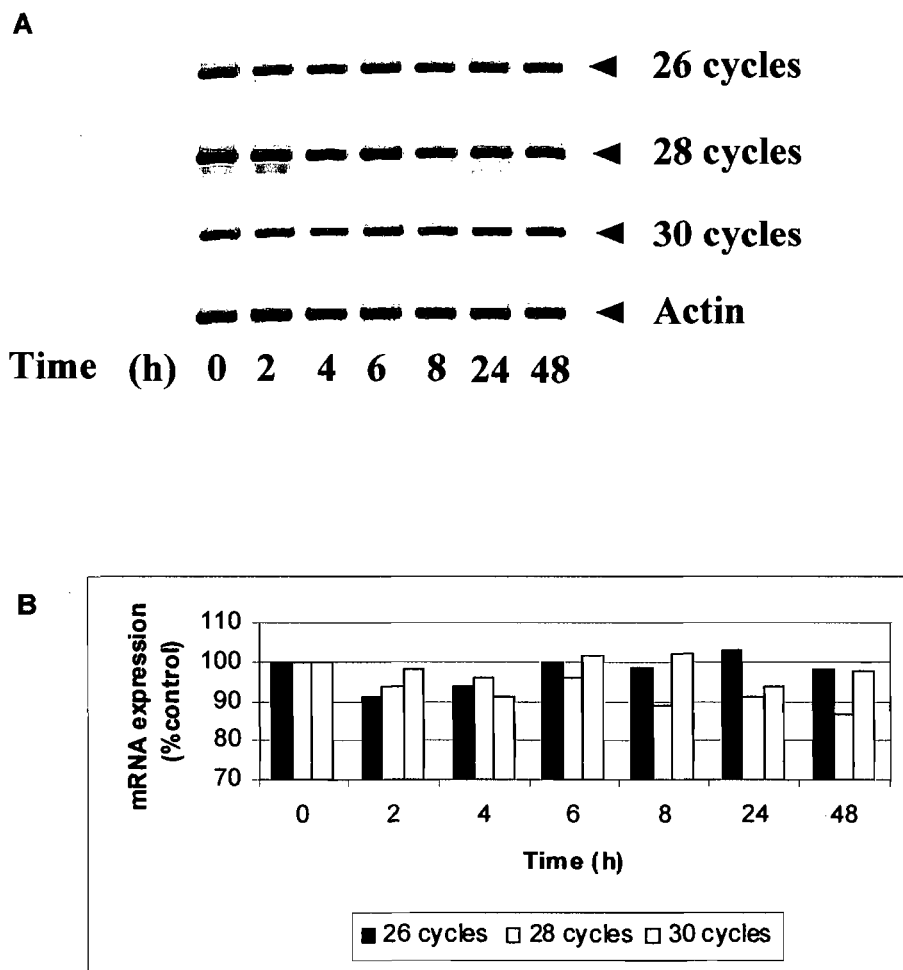 A
26 cycles
28 cycles
30 cycles
Actin
Time (h) 0 2 4 6 8 24 48
B
mRNA expression
(%control)
110
100
90
80
70
0 2 4 6 8 24 48
Time (h)
26 cycles 28 cycles 30 cycles